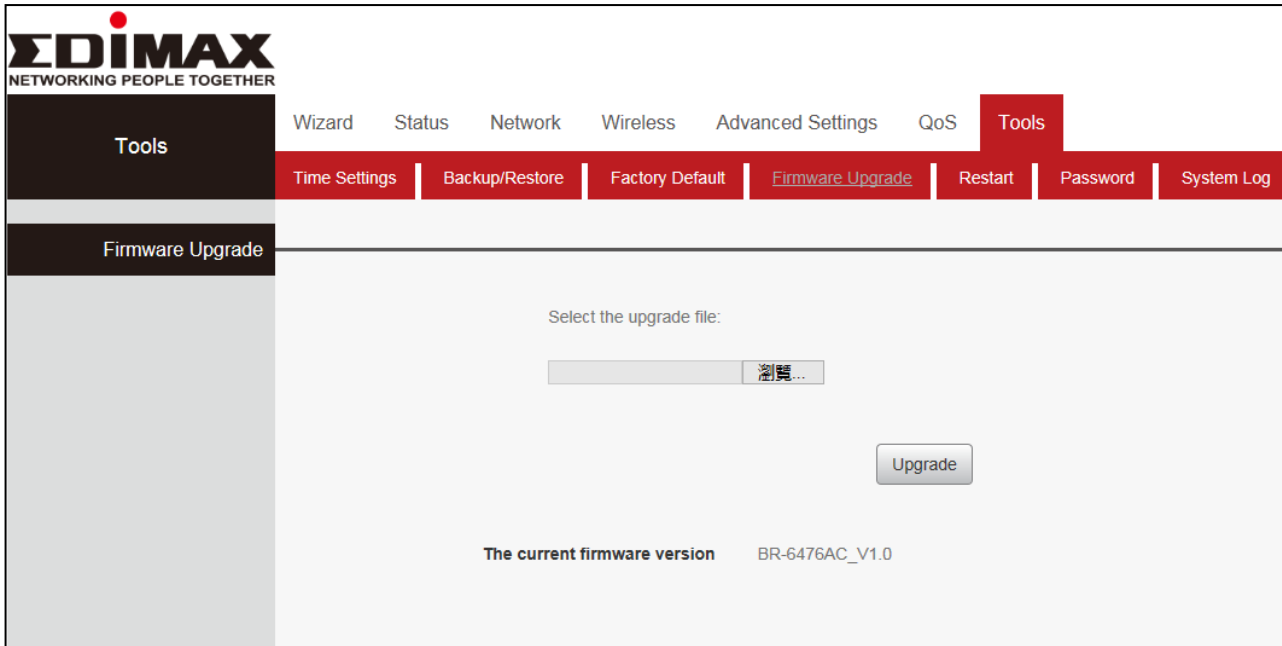 EDIMAX
NETWORKING PEOPLE TOGETHER
Tools
Wizard Status Network Wireless Advanced Settings QoS Tools
Time Settings Backup/Restore Factory Default Firmware Upgrade Restart Password System Log
Firmware Upgrade
Select the upgrade file:
瀏覽...
Upgrade
The current firmware version BR-6476AC_V1.0